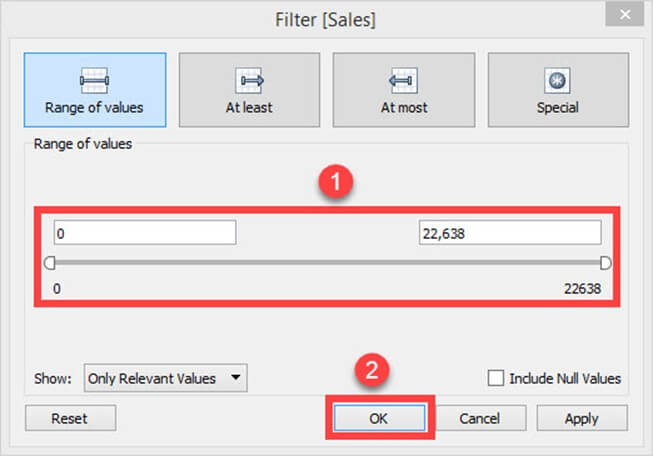 Filter [Sales]
Range of values
At least
At most
Special
Range of values
1
0
22,638
0
22638
2
Show: Only Relevant Values
Include Null Values
Reset
OK
Cancel
Apply